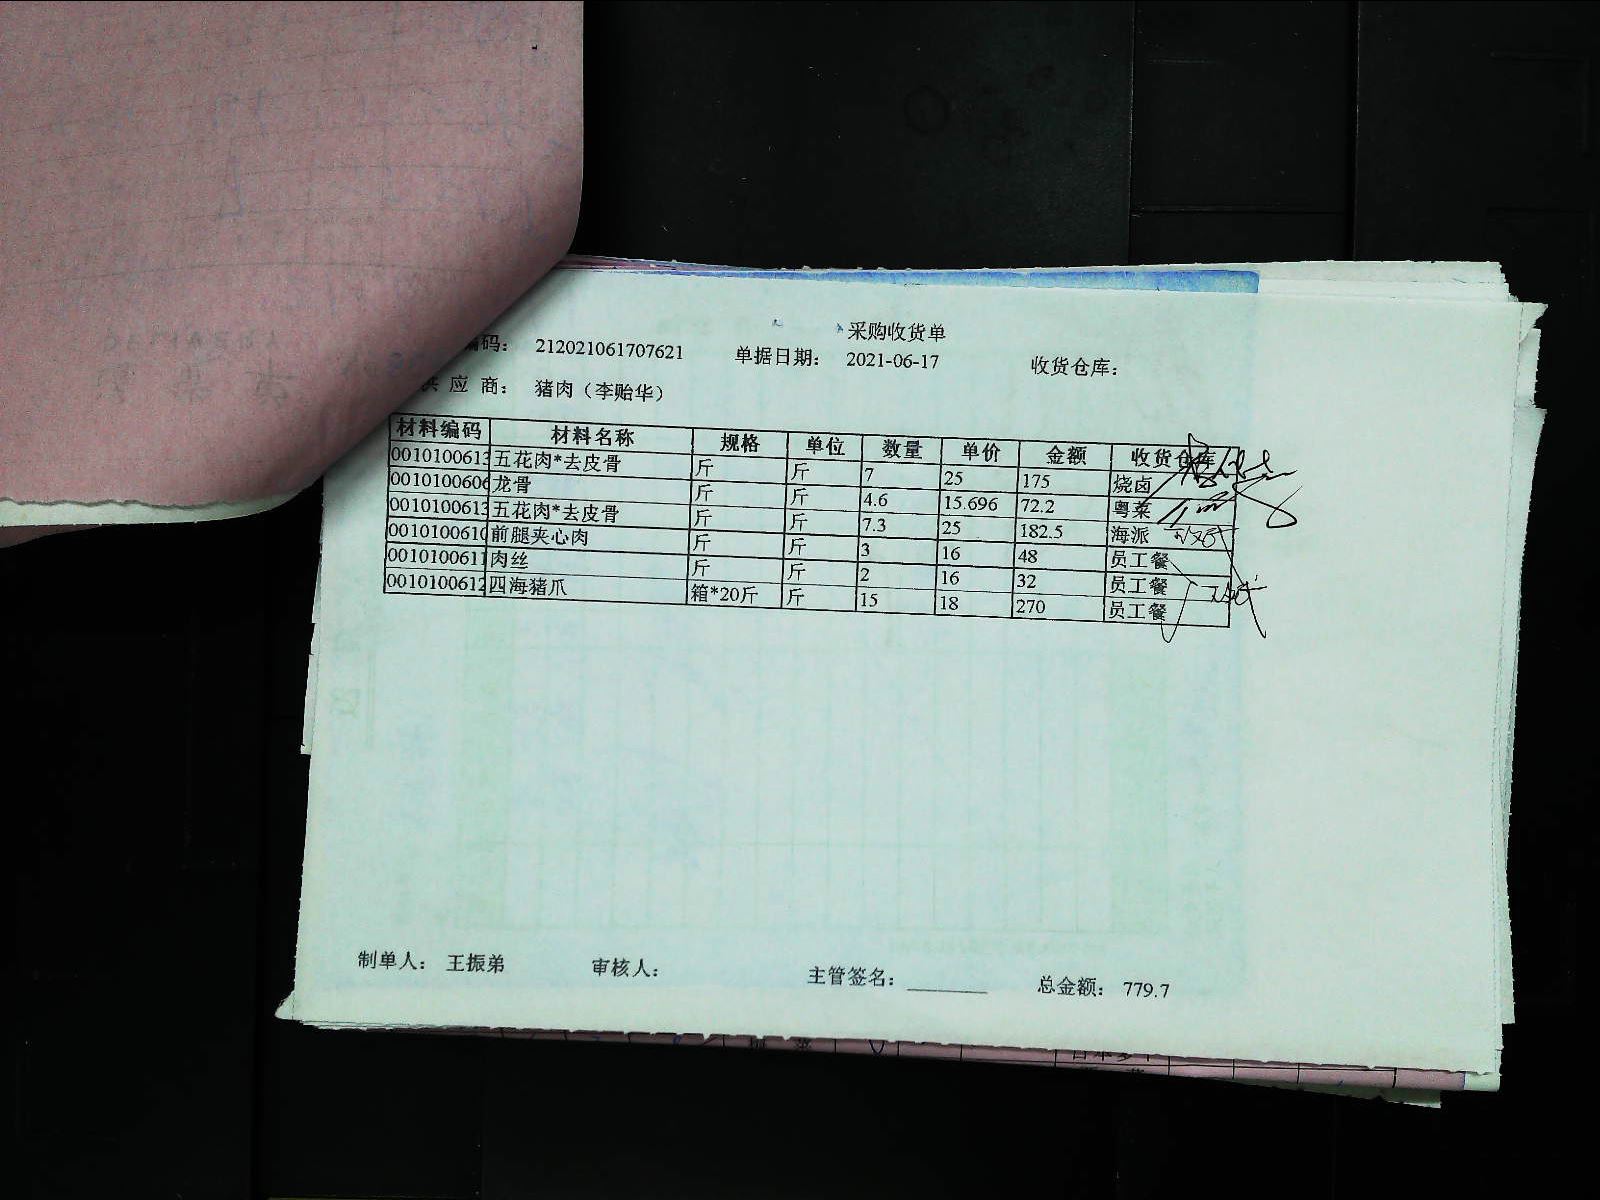 采购收货单
编码： 212021061707621 单据日期： 2021-06-17 收货仓库：
供 应 商： 猪肉（李贻华）
材料编码 材料名称 规格 单位 数量 单价 金额 收货仓库
0010100613 五花肉*去皮骨 斤 斤 7 25 175 烧卤
0010100606 龙骨 斤 斤 4.6 15.696 72.2 粤菜
0010100613 五花肉*去皮骨 斤 斤 7.3 25 182.5 海派
0010100610 前腿夹心肉 斤 斤 3 16 48 员工餐
0010100611 肉丝 斤 斤 2 16 32 员工餐
0010100612 四海猪爪 箱*20斤 斤 15 18 270 员工餐
制单人： 王振弟 审核人： 主管签名： 总金额： 779.7